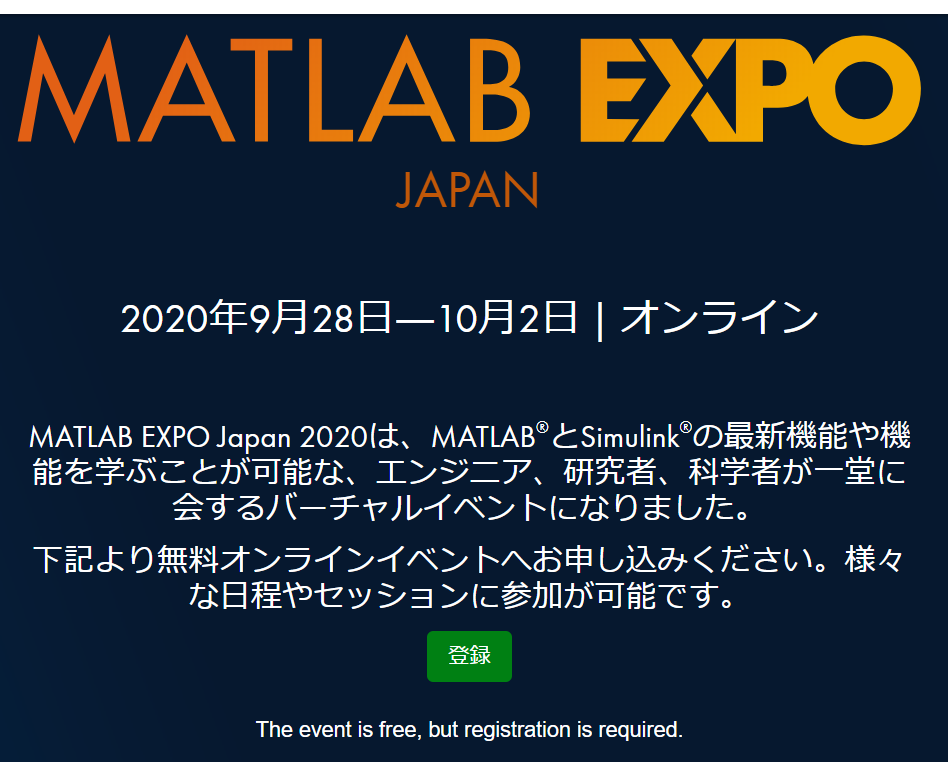 MATLAB EXPO
JAPAN
2020年9月28日—10月2日 | オンライン
MATLAB EXPO Japan 2020は、MATLAB®とSimulink®の最新機能や機
能を学ぶことが可能な、エンジニア、研究者、科学者が一堂に
会するバーチャルイベントになりました。
下記より無料オンラインイベントへお申し込みください。様々
な日程やセッションに参加が可能です。
登録
The event is free, but registration is required.